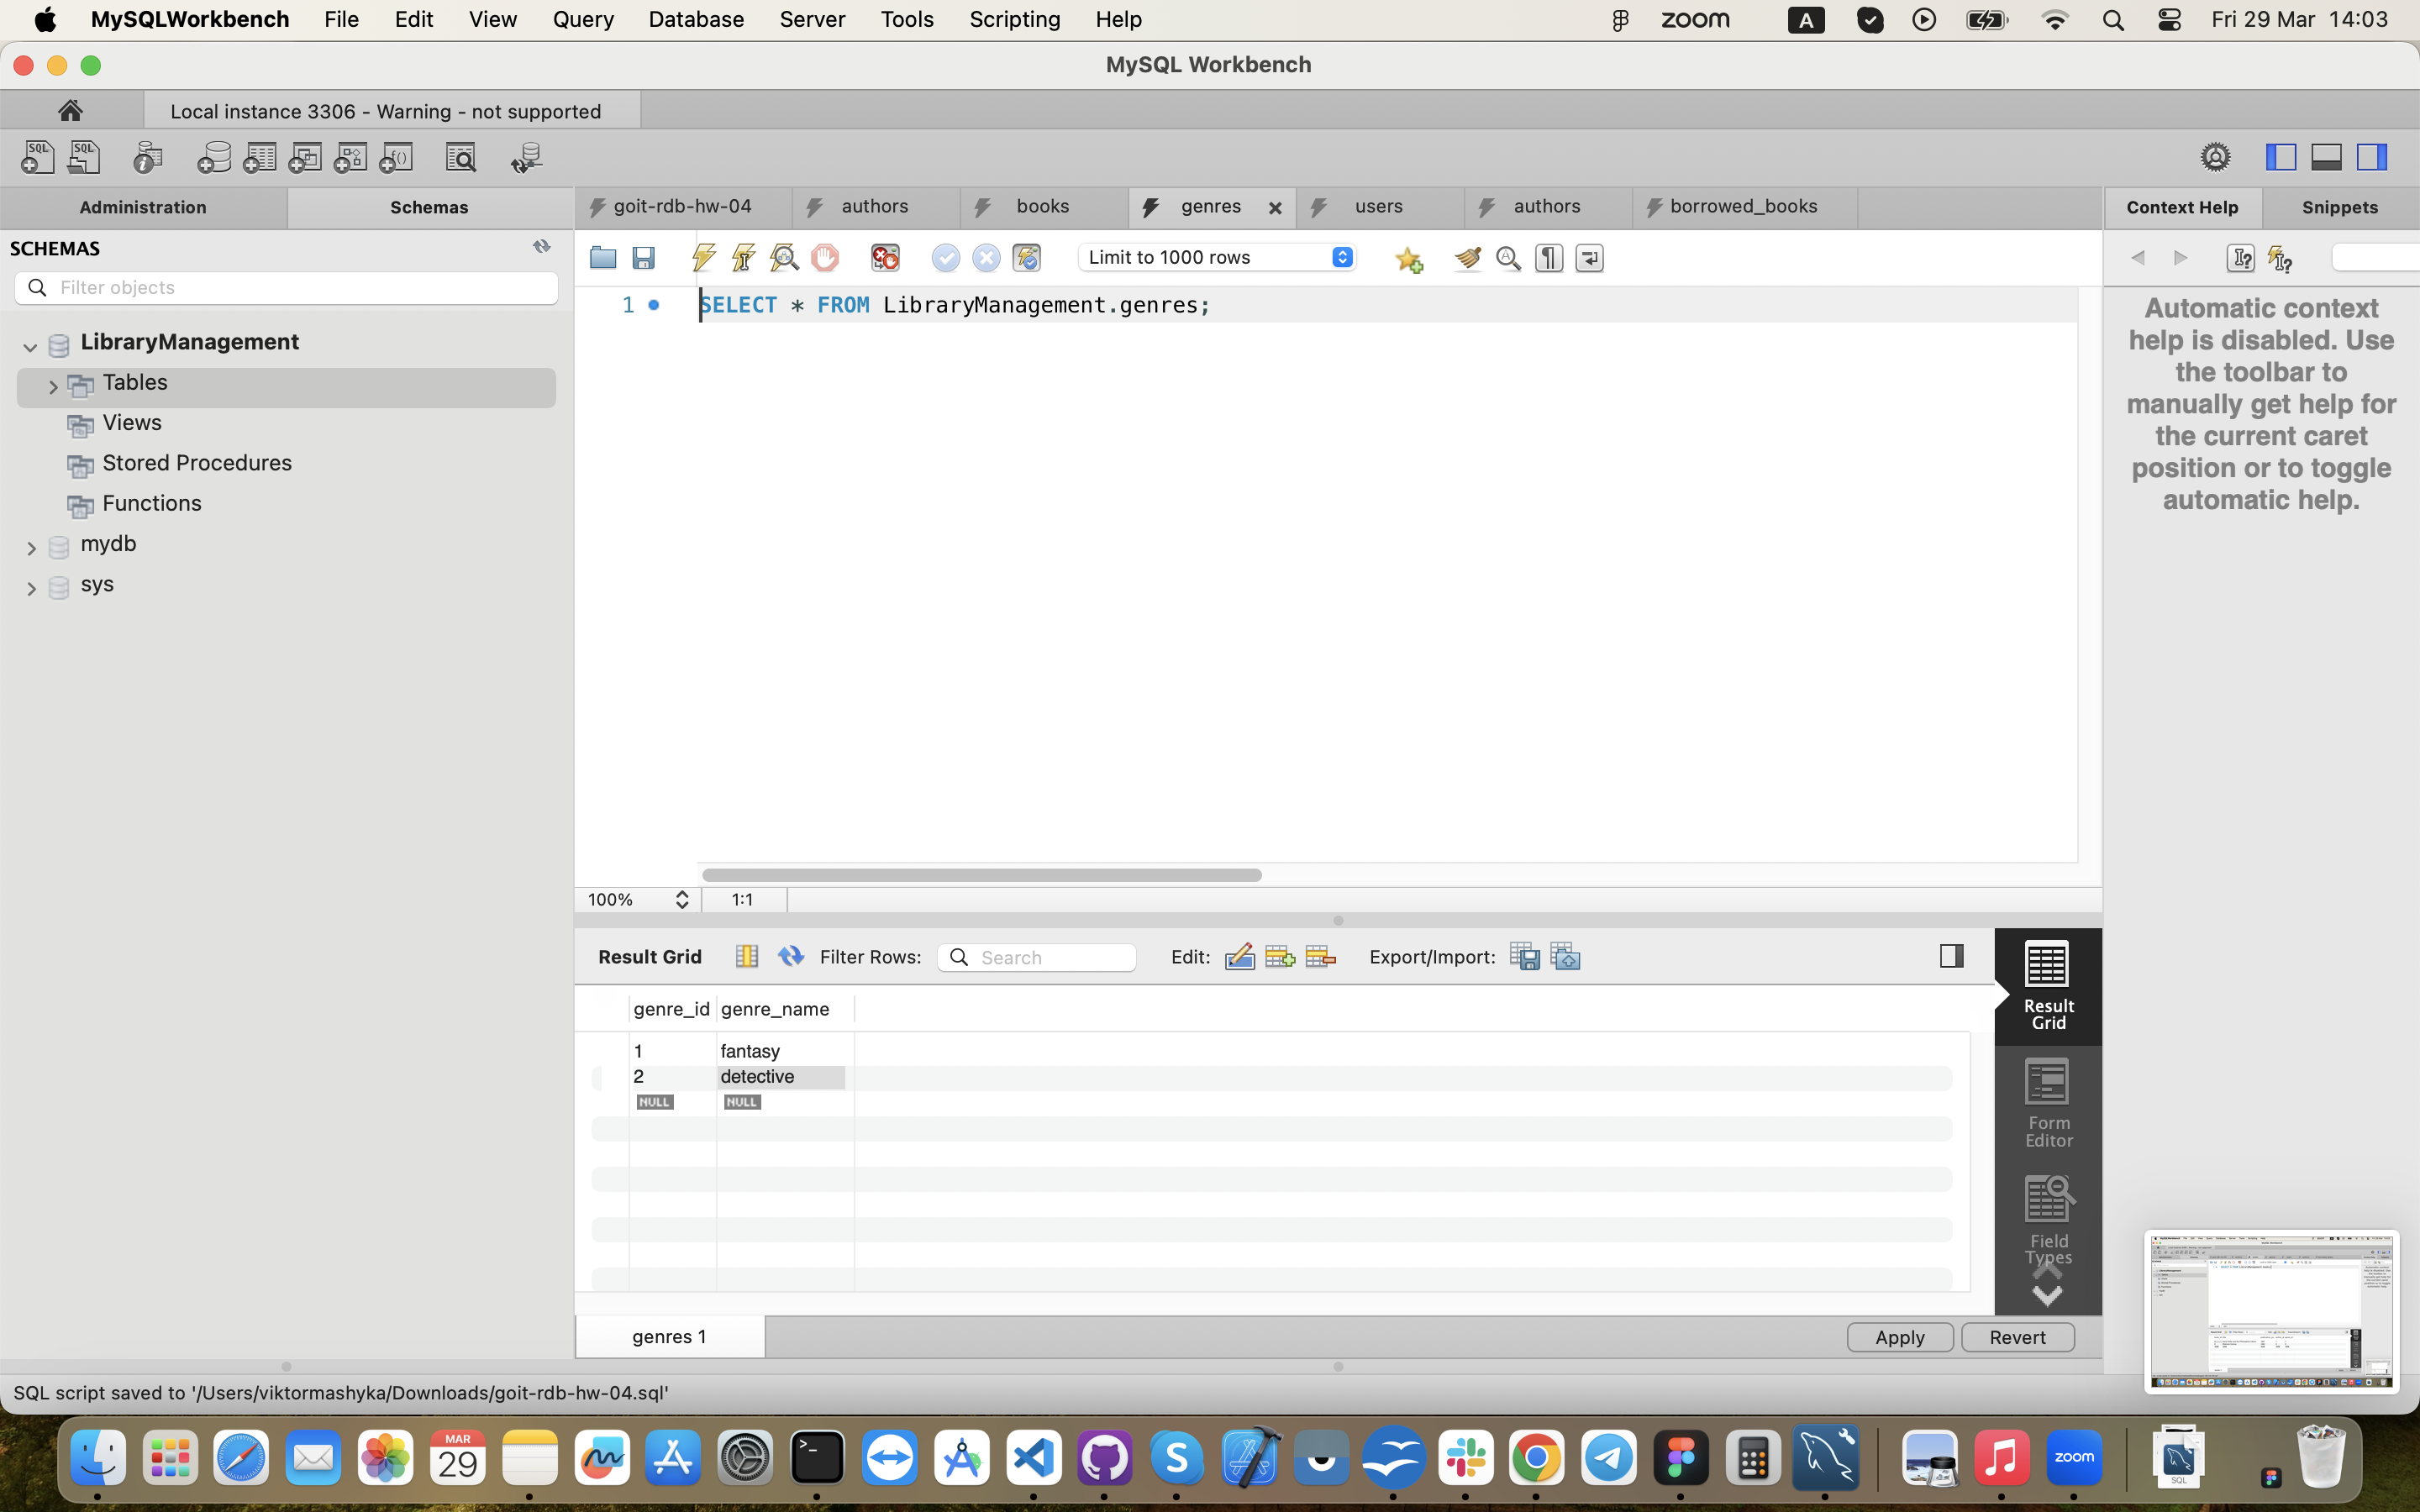 MySQLWorkbench File Edit View Query Database Server Tools Scripting Help zoom A Fri 29 Mar 14:03
MySQL Workbench
Local instance 3306 - Warning - not supported
Administration Schemas
goit-rdb-hw-04 authors books genres users authors borrowed_books
Context Help Snippets
SCHEMAS
Filter objects
Limit to 1000 rows
1 SELECT * FROM LibraryManagement.genres;
LibraryManagement
Tables
Views
Stored Procedures
Functions
mydb
sys
Automatic context
help is disabled. Use
the toolbar to
manually get help for
the current caret
position or to toggle
automatic help.
100% 1:1
Result Grid Filter Rows: Search Edit: Export/Import:
genre_id genre_name
1 fantasy
2 detective
NULL NULL
Result
Grid
Form
Editor
Field
Types
genres 1 Apply Revert
SQL script saved to '/Users/viktormashyka/Downloads/goit-rdb-hw-04.sql'
MAR
29
zoom
SQL